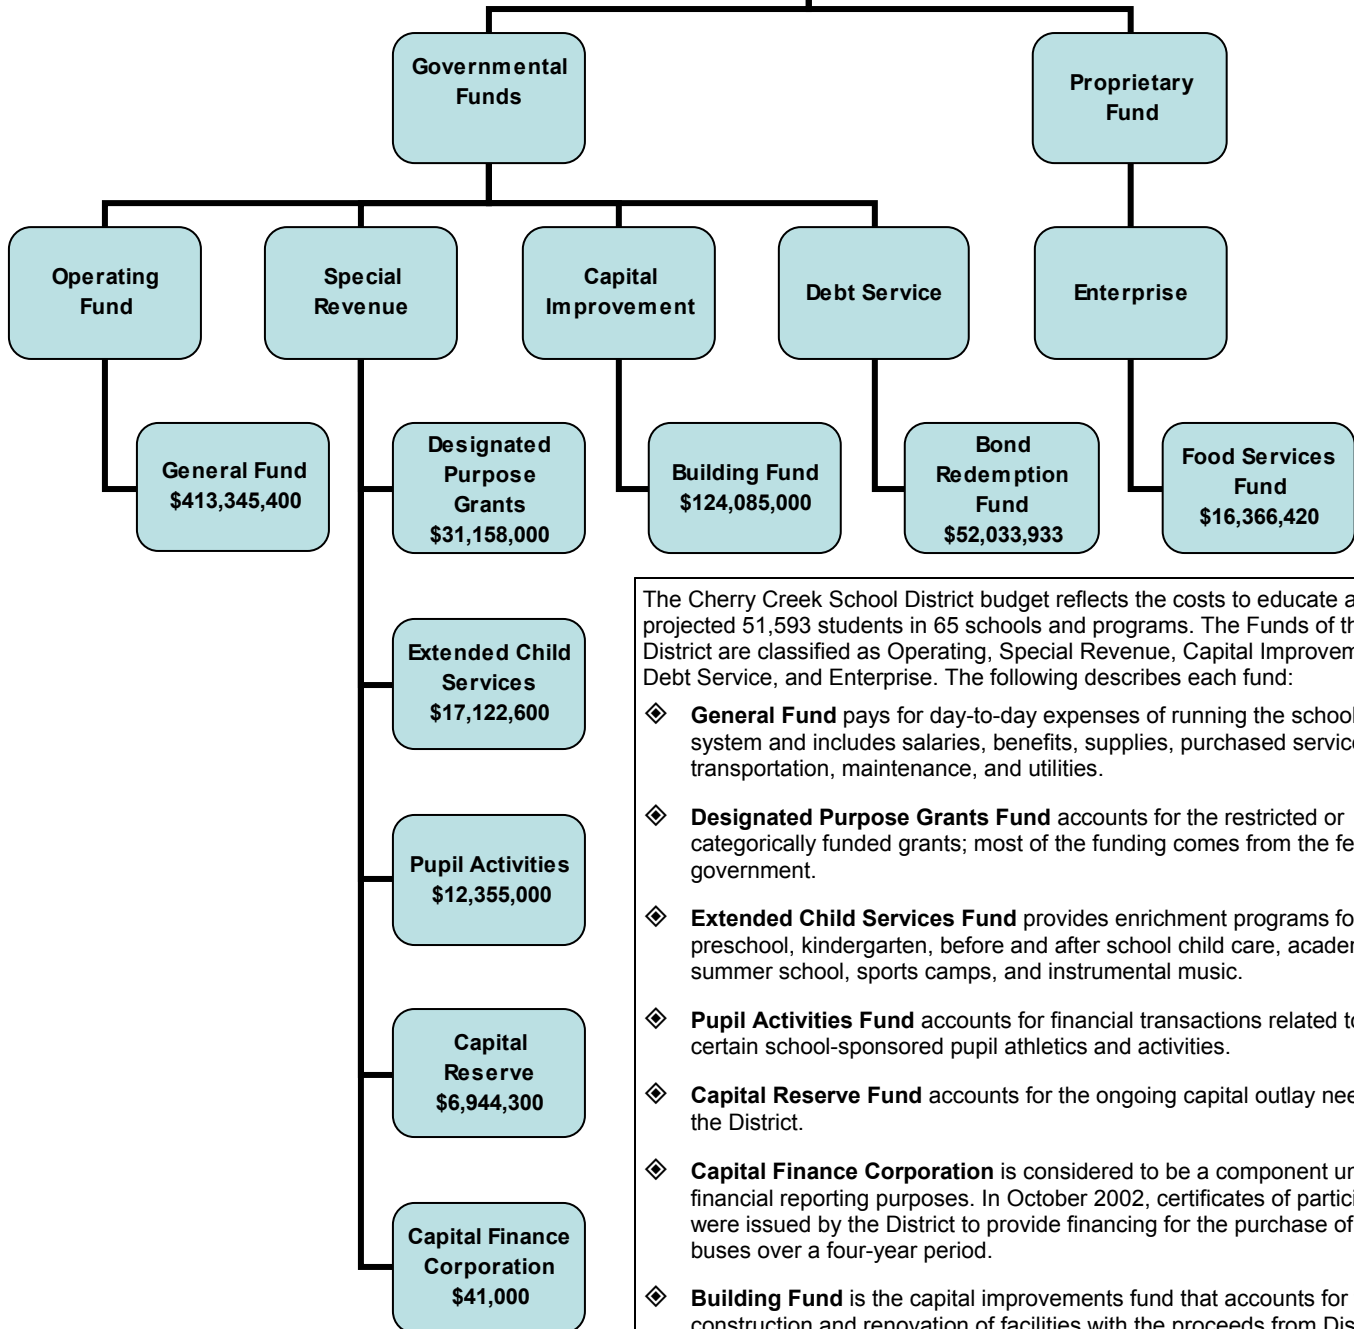 Governmental
Funds
Proprietary
Fund
Operating
Fund
Special
Revenue
Capital
Improvement
Debt Service
Enterprise
General Fund
$413,345,400
Designated
Purpose
Grants
$31,158,000
Building Fund
$124,085,000
Bond
Redemption
Fund
$52,033,933
Food Services
Fund
$16,366,420
Extended Child
Services
$17,122,600
Pupil Activities
$12,355,000
Capital
Reserve
$6,944,300
Capital Finance
Corporation
$41,000
The Cherry Creek School District budget reflects the costs to educate a
projected 51,593 students in 65 schools and programs. The Funds of
District are classified as Operating, Special Revenue, Capital
Debt Service, and Enterprise. The following describes each fund:
◈ General Fund pays for day-to-day expenses of running the school
system and includes salaries, benefits, supplies, purchased
transportation, maintenance, and utilities.
◈ Designated Purpose Grants Fund accounts for the restricted or
categorically funded grants; most of the funding comes from the
government.
◈ Extended Child Services Fund provides enrichment programs
preschool, kindergarten, before and after school child care,
summer school, sports camps, and instrumental music.
◈ Pupil Activities Fund accounts for financial transactions related
certain school-sponsored pupil athletics and activities.
◈ Capital Reserve Fund accounts for the ongoing capital outlay
the District.
◈ Capital Finance Corporation is considered to be a component
financial reporting purposes. In October 2002, certificates of
were issued by the District to provide financing for the purchase of
buses over a four-year period.
◈ Building Fund is the capital improvements fund that accounts for
construction and renovation of facilities with the proceeds from